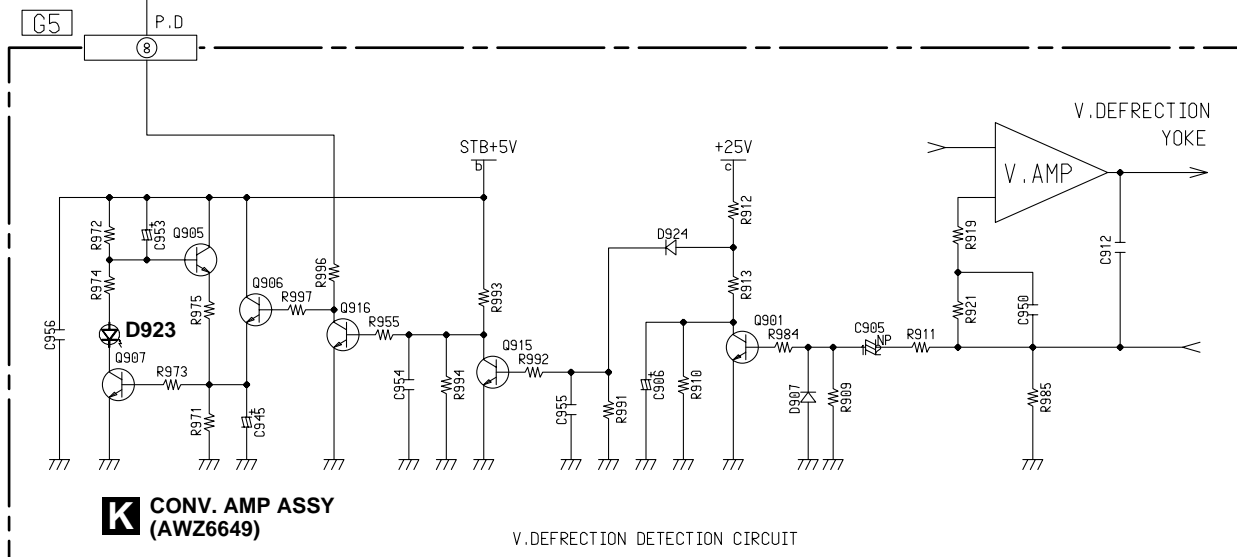 G5
P.D
8
V.DEFRECTION
YOKE
STB+5V
b
+25V
c
V.AMP
R972
C953
Q905
R912
D924
R919
C912
R974
R975
Q906
R997
R996
Q916
R955
R993
R913
R921
C950
C956
D923
Q907
R973
Q915
R992
Q901
R984
C905
NP
R911
R971
C945
C954
R994
C955
R991
C906
R910
D907
R909
R985
K CONV. AMP ASSY
(AWZ6649)
V.DEFRECTION DETECTION CIRCUIT